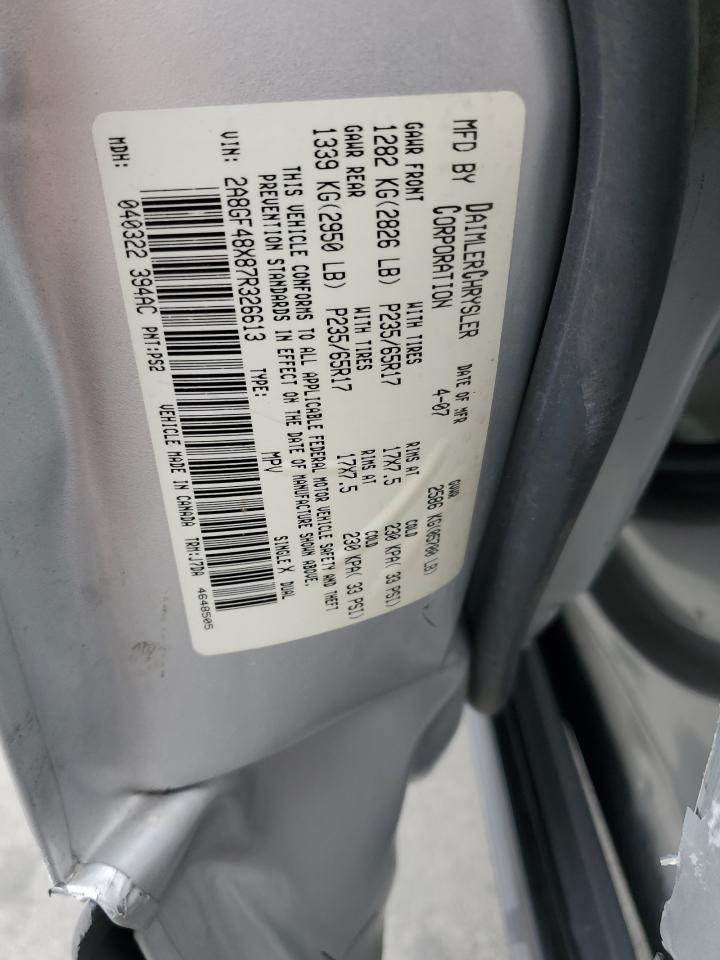 MFD BY DAIMLERCHRYSLER CORPORATION DATE OF MFR 4-07 GVWR 2586 KG(05700 LB)
GAWR FRONT WITH TIRES RIMS AT COLD
1282 KG(2826 LB) P235/65R17 17X7.5 230 KPA( 33 PSI)
GAWR REAR WITH TIRES RIMS AT COLD
1339 KG(2950 LB) P235/65R17 17X7.5 230 KPA( 33 PSI)
THIS VEHICLE CONFORMS TO ALL APPLICABLE FEDERAL MOTOR VEHICLE SAFETY AND THEFT
PREVENTION STANDARDS IN EFFECT ON THE DATE OF MANUFACTURE SHOWN ABOVE.
VIN: 2A8GF48X87R326613 TYPE: MPV SINGLE X DUAL
MDH: 040322 394AC PNT:PS2 VEHICLE MADE IN CANADA TRM:J7DA 4648505